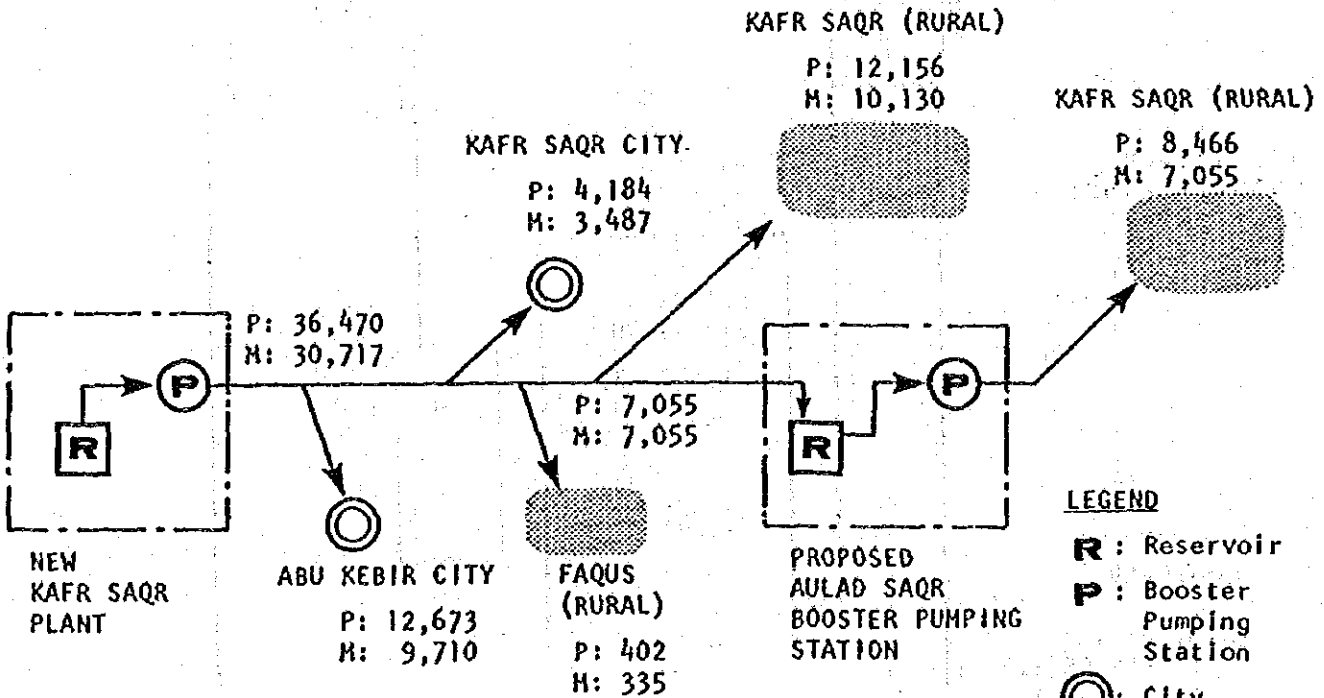 KAFR SAQR (RURAL)
P: 12,156
M: 10,130
KAFR SAQR (RURAL)
P: 8,466
M: 7,055
KAFR SAQR CITY
P: 4,184
M: 3,487
P: 36,470
M: 30,717
P
R
P: 7,055
M: 7,055
P
R
NEW
KAFR SAQR
PLANT
ABU KEBIR CITY
P: 12,673
M: 9,710
FAQUS
(RURAL)
P: 402
M: 335
PROPOSED
AULAD SAQR
BOOSTER PUMPING
STATION
LEGEND
R : Reservoir
P : Booster
Pumping
Station
: City